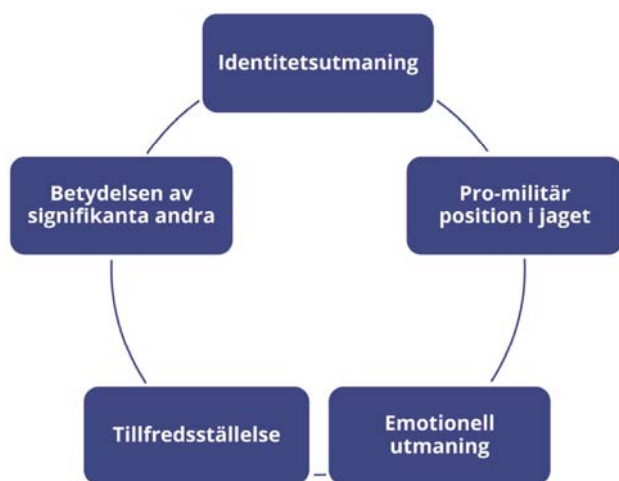 Identitetsutmaning
Betydelsen av
signifikanta andra
Pro-militär
position i jaget
Tillfredsställelse
Emotionell
utmaning